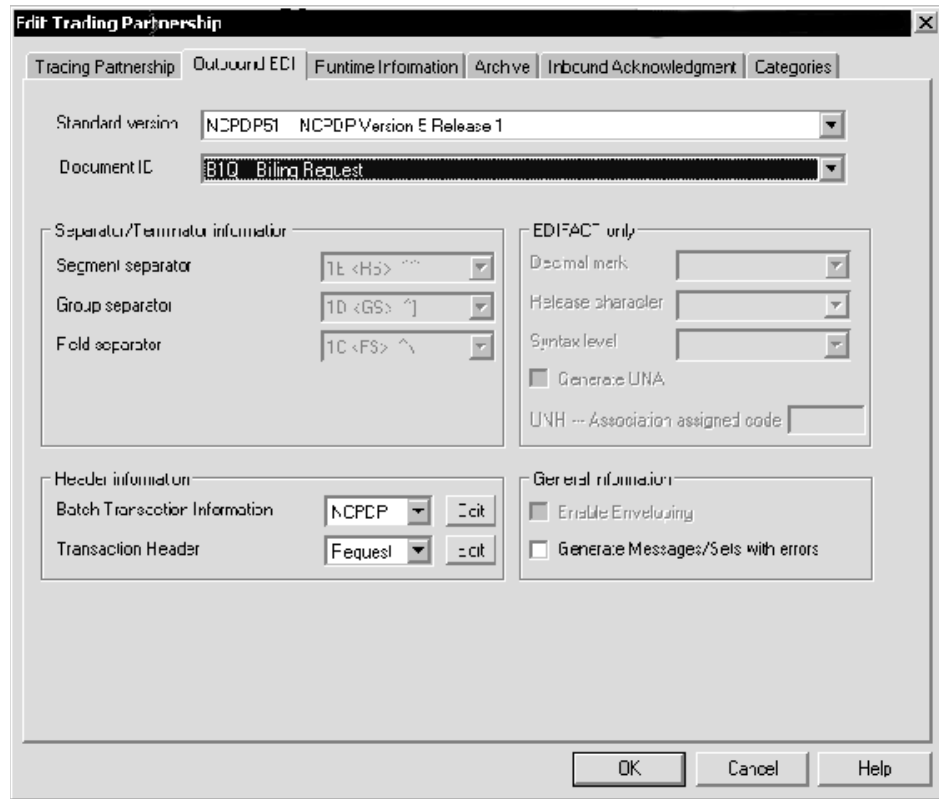 Edit Trading Partnership
Tracing Partnership Outbound EDI Funtime Information Archive Inbound Acknowledgment Categories
Standard version NCPDP51 NCPDP Version 5 Release 1
Document ID B1Q Billing Request
Separator/Terminator information EDIFACT only
Segment separator 1E <RS> ^^ Decimal mark
Group separator 1D <GS> ^] Release character
Field separator 1C <FS> ^\ Syntax level
Generate UNA
UNH --- Association assigned code
Header information General information
Batch Transaction Information NCPDP Edit Enable Enveloping
Transaction Header Request Edit Generate Messages/Sets with errors
OK Cancel Help